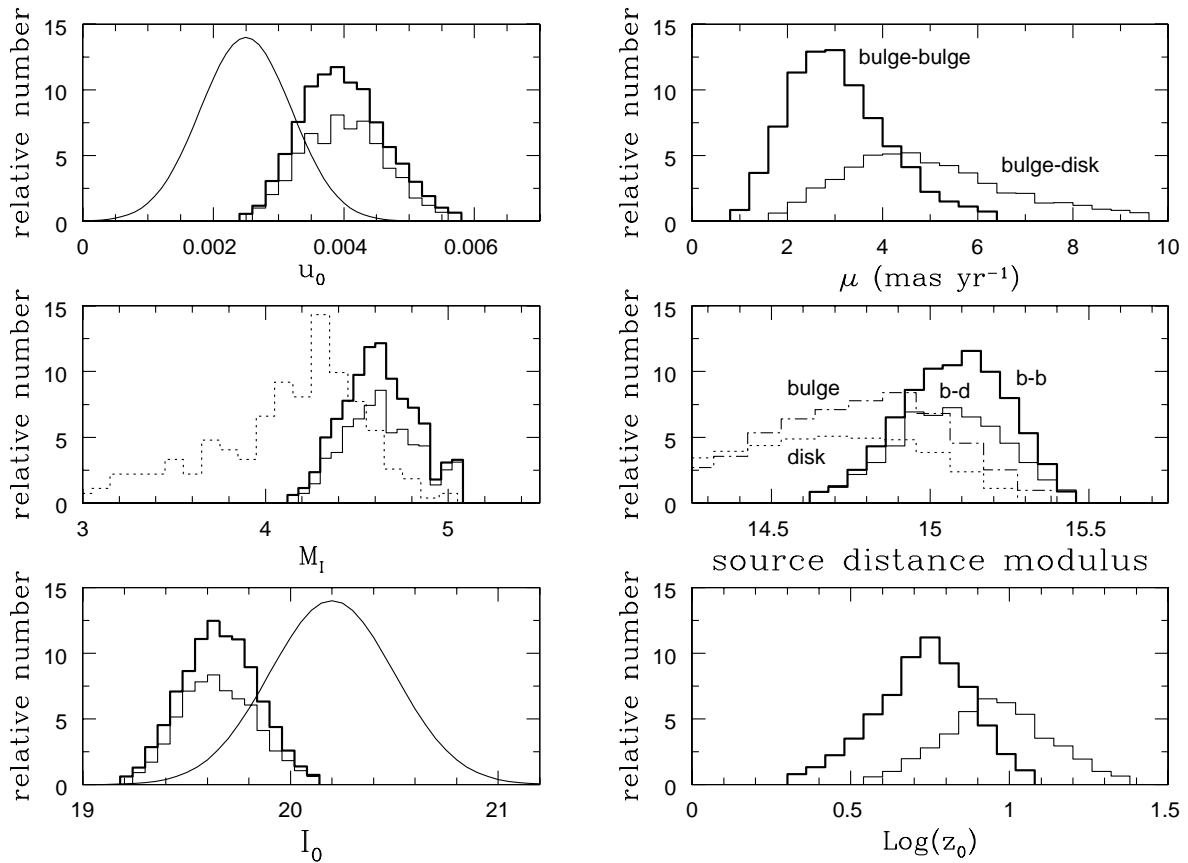 relative number
15
10
5
0
0 0.002 0.004 0.006
u₀
relative number
15
10
5
0
bulge-bulge
bulge-disk
0 2 4 6 8 10
μ (mas yr⁻¹)
relative number
15
10
5
0
3 4 5
M_I
relative number
15
10
5
0
bulge
b-d
b-b
disk
14.5 15 15.5
source distance modulus
relative number
15
10
5
0
19 20 21
I₀
relative number
15
10
5
0
0 0.5 1 1.5
Log(z₀)